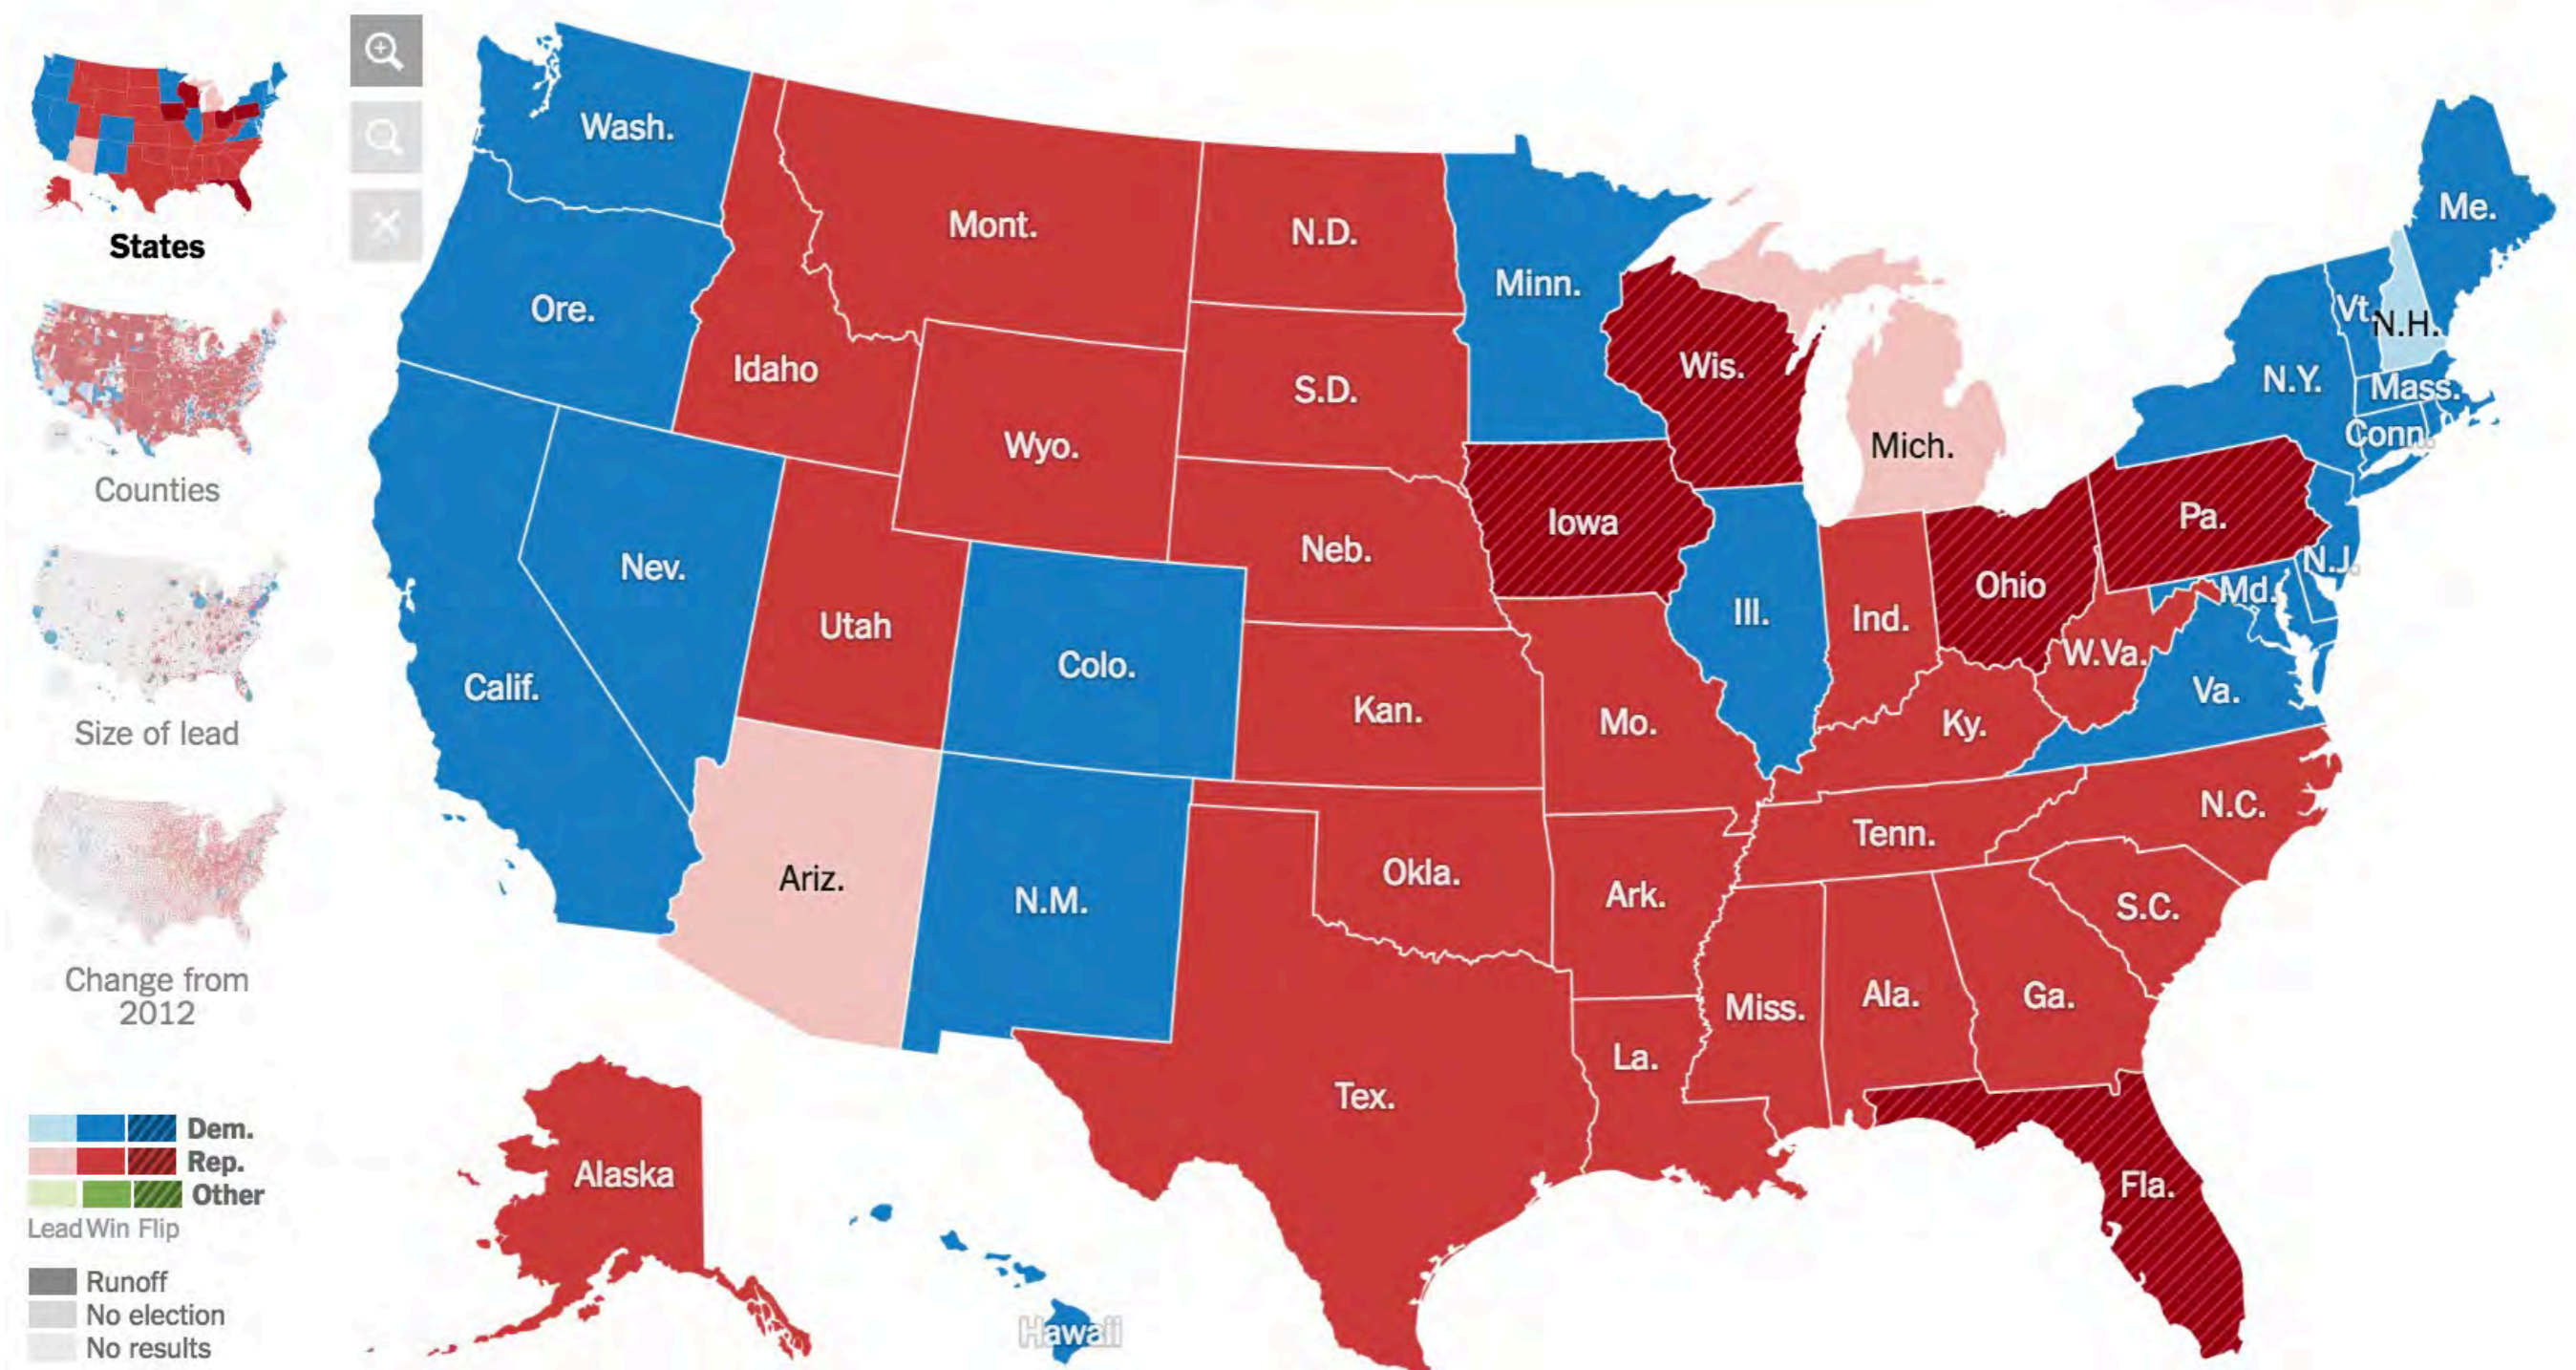 States
Counties
Size of lead
Change from
2012
Dem.
Rep.
Other
Lead Win Flip
Runoff
No election
No results
Wash.
Ore.
Calif.
Nev.
Idaho
Mont.
Wyo.
Utah
Ariz.
Colo.
N.M.
N.D.
S.D.
Neb.
Kan.
Okla.
Tex.
Minn.
Iowa
Mo.
Ark.
La.
Wis.
Ill.
Mich.
Ind.
Ohio
Ky.
Tenn.
Miss.
Ala.
Ga.
Fla.
S.C.
N.C.
Va.
W.Va.
Md.
Pa.
N.J.
N.Y.
Conn.
Mass.
Vt.
N.H.
Me.
Alaska
Hawaii